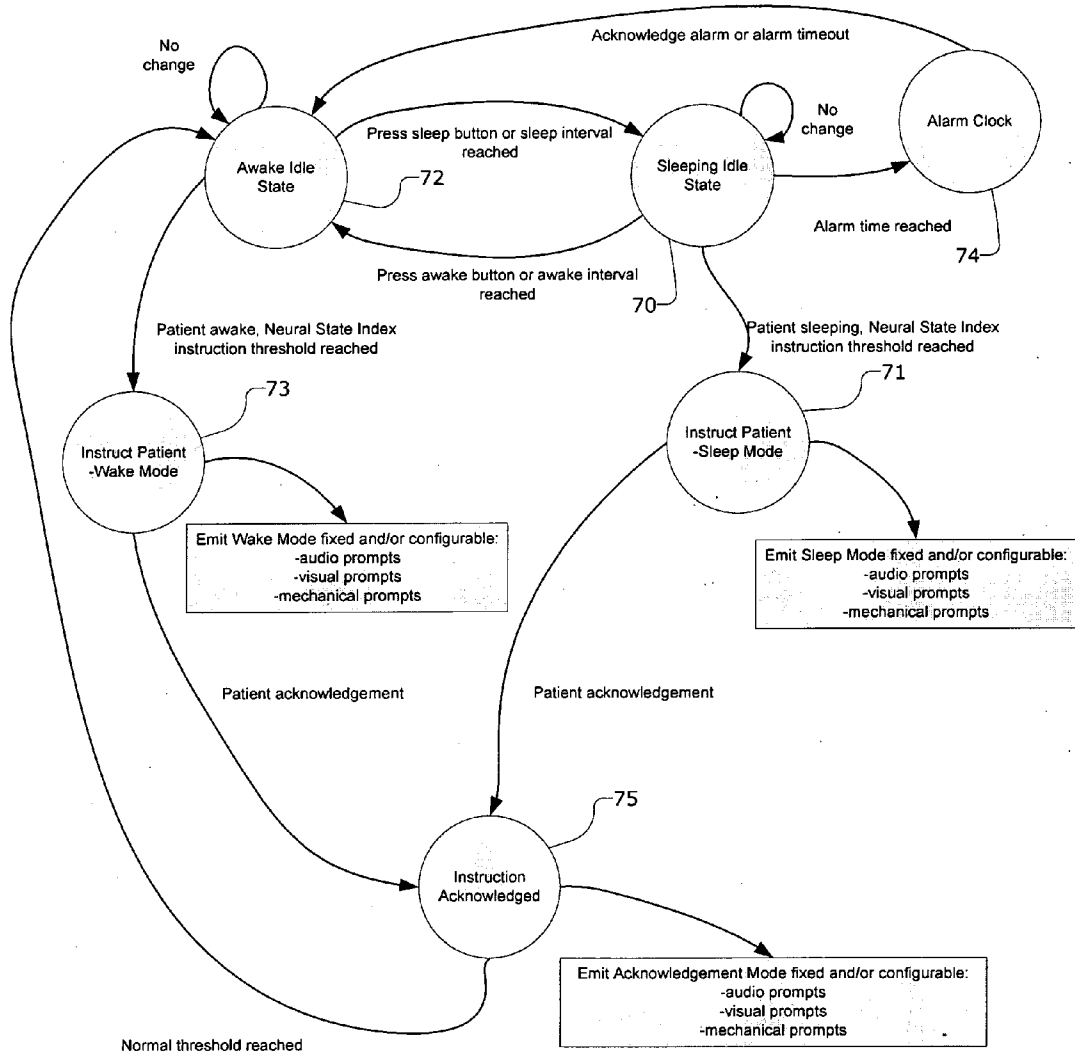 Acknowledge alarm or alarm timeout
No
change
No
change
Alarm Clock
Press sleep button or sleep interval
reached
Awake Idle
State
72
Sleeping Idle
State
Alarm time reached
74
Press awake button or awake interval
reached
70
Patient awake, Neural State Index
instruction threshold reached
Patient sleeping, Neural State Index
instruction threshold reached
73
71
Instruct Patient
-Wake Mode
Instruct Patient
-Sleep Mode
Emit Wake Mode fixed and/or configurable:
-audio prompts
-visual prompts
-mechanical prompts
Emit Sleep Mode fixed and/or configurable:
-audio prompts
-visual prompts
-mechanical prompts
Patient acknowledgement
Patient acknowledgement
75
Instruction
Acknowledged
Emit Acknowledgement Mode fixed and/or configurable:
-audio prompts
-visual prompts
-mechanical prompts
Normal threshold reached